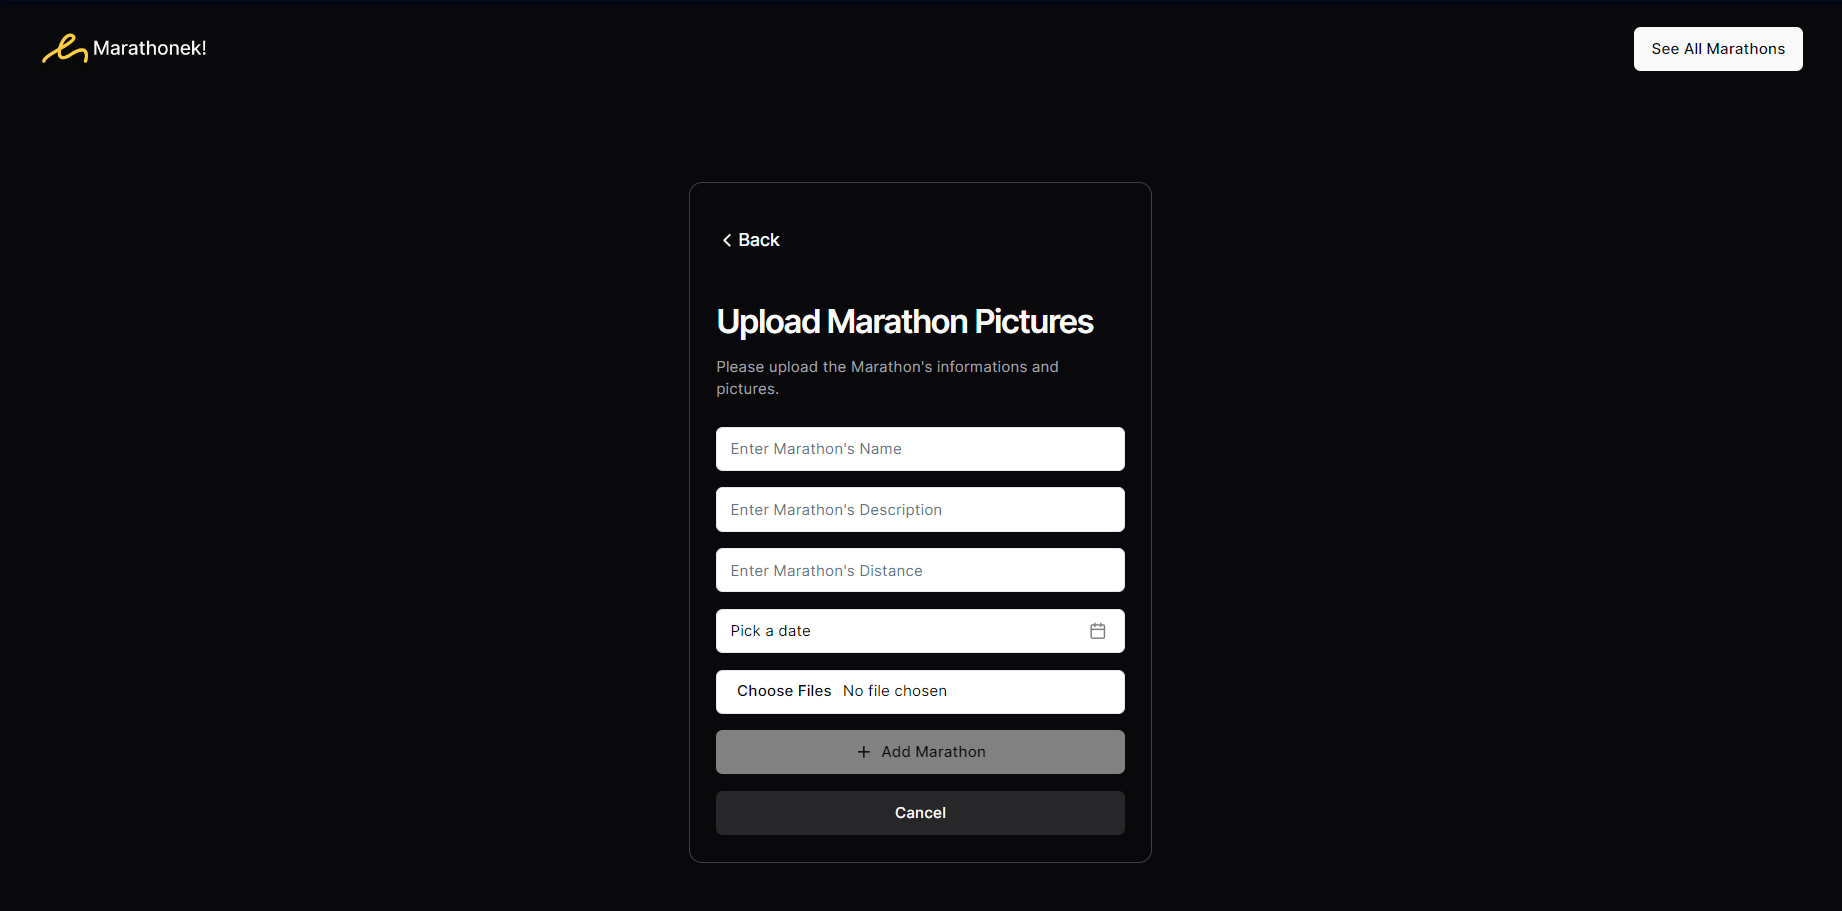 Marathonek!
See All Marathons
Back
Upload Marathon Pictures
Please upload the Marathon's informations and
pictures.
Enter Marathon's Name
Enter Marathon's Description
Enter Marathon's Distance
Pick a date
Choose Files No file chosen
+ Add Marathon
Cancel